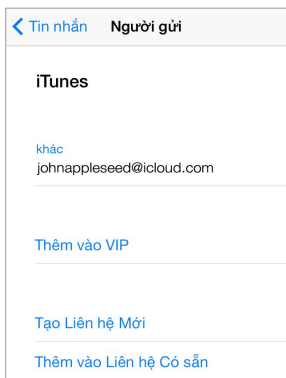 Tin nhắn Người gửi
iTunes
khác
johnappleseed@icloud.com
Thêm vào VIP
Tạo Liên hệ Mới
Thêm vào Liên hệ Có sẵn